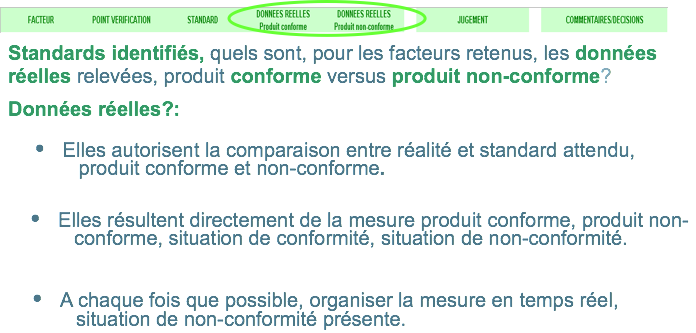 FACTEUR POINT VERIFICATION STANDARD DONNEES REELLES Produit conforme DONNEES REELLES Produit non-conforme JUGEMENT COMMENTAIRES/DECISIONS
Standards identifiés, quels sont, pour les facteurs retenus, les données
réelles relevées, produit conforme versus produit non-conforme?
Données réelles?:
• Elles autorisent la comparaison entre réalité et standard attendu,
produit conforme et non-conforme.
• Elles résultent directement de la mesure produit conforme, produit non-
conforme, situation de conformité, situation de non-conformité.
• A chaque fois que possible, organiser la mesure en temps réel,
situation de non-conformité présente.